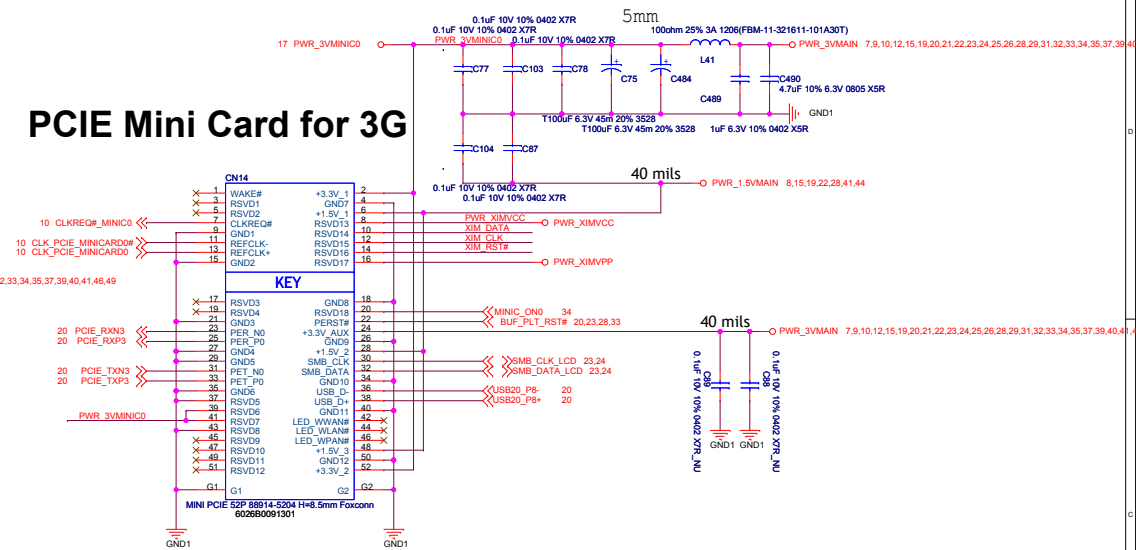 5mm
0.1uF 10V 10% 0402 X7R
0.1uF 10V 10% 0402 X7R
100ohm 25% 3A 1206(FBM-11-321611-101A30T)
17 PWR_3VMINIC0
PWR_3VMINIC0
0.1uF 10V 10% 0402 X7R
PWR_3VMAIN 7,9,10,12,15,19,20,21,22,23,24,25,26,28,29,31,32,33,34,35,37,39,40
L41
C77
C103
C78
C75
C484
C490
4.7uF 10% 6.3V 0805 X5R
C489
PCIE Mini Card for 3G
GND1
T100uF 6.3V 45m 20% 3528
T100uF 6.3V 45m 20% 3528
1uF 6.3V 10% 0402 X5R
C104
C87
0.1uF 10V 10% 0402 X7R
0.1uF 10V 10% 0402 X7R
40 mils
PWR_1.5VMAIN 8,15,19,22,28,41,44
CN14
1 WAKE# +3.3V_1 2
3 RSVD1 GND7 4
5 RSVD2 +1.5V_1 6
10 CLKREQ#_MINIC0 7 CLKREQ# RSVD13 8 PWR_XIMVCC PWR_XIMVCC
9 GND1 RSVD14 10 XIM_DATA
10 CLK_PCIE_MINICARD0# 11 REFCLK- RSVD15 12 XIM_CLK
10 CLK_PCIE_MINICARD0 13 REFCLK+ RSVD16 14 XIM_RST#
15 GND2 RSVD17 16 PWR_XIMVPP
2,33,34,35,37,39,40,41,46,49
KEY
17 RSVD3 GND8 18
19 RSVD4 RSVD18 20 MINIC_ON0 34
21 GND3 PERST# 22 BUF_PLT_RST# 20,23,28,33
20 PCIE_RXN3 23 PER_N0 +3.3V_AUX 24
40 mils
PWR_3VMAIN 7,9,10,12,15,19,20,21,22,23,24,25,26,28,29,31,32,33,34,35,37,39,40,41,4
20 PCIE_RXP3 25 PER_P0 GND9 26
27 GND4 +1.5V_2 28
29 GND5 SMB_CLK 30 SMB_CLK_LCD 23,24
20 PCIE_TXN3 31 PET_N0 SMB_DATA 32 SMB_DATA_LCD 23,24
20 PCIE_TXP3 33 PET_P0 GND10 34
35 GND6 USB_D- 36 USB20_P8- 20
37 RSVD5 USB_D+ 38 USB20_P8+ 20
39 RSVD6 GND11 40
PWR_3VMINIC0 41 RSVD7 LED_WWAN# 42
43 RSVD8 LED_WLAN# 44
45 RSVD9 LED_WPAN# 46
47 RSVD10 +1.5V_3 48
49 RSVD11 GND12 50
51 RSVD12 +3.3V_2 52
G1 G1 G2 G2
0.1uF 10V 10% 0402 X7R_NU
C89
C88
0.1uF 10V 10% 0402 X7R_NU
GND1
GND1
MINI PCIE 52P 88914-5204 H=8.5mm Foxconn
6026B0091301
GND1
GND1
D
C